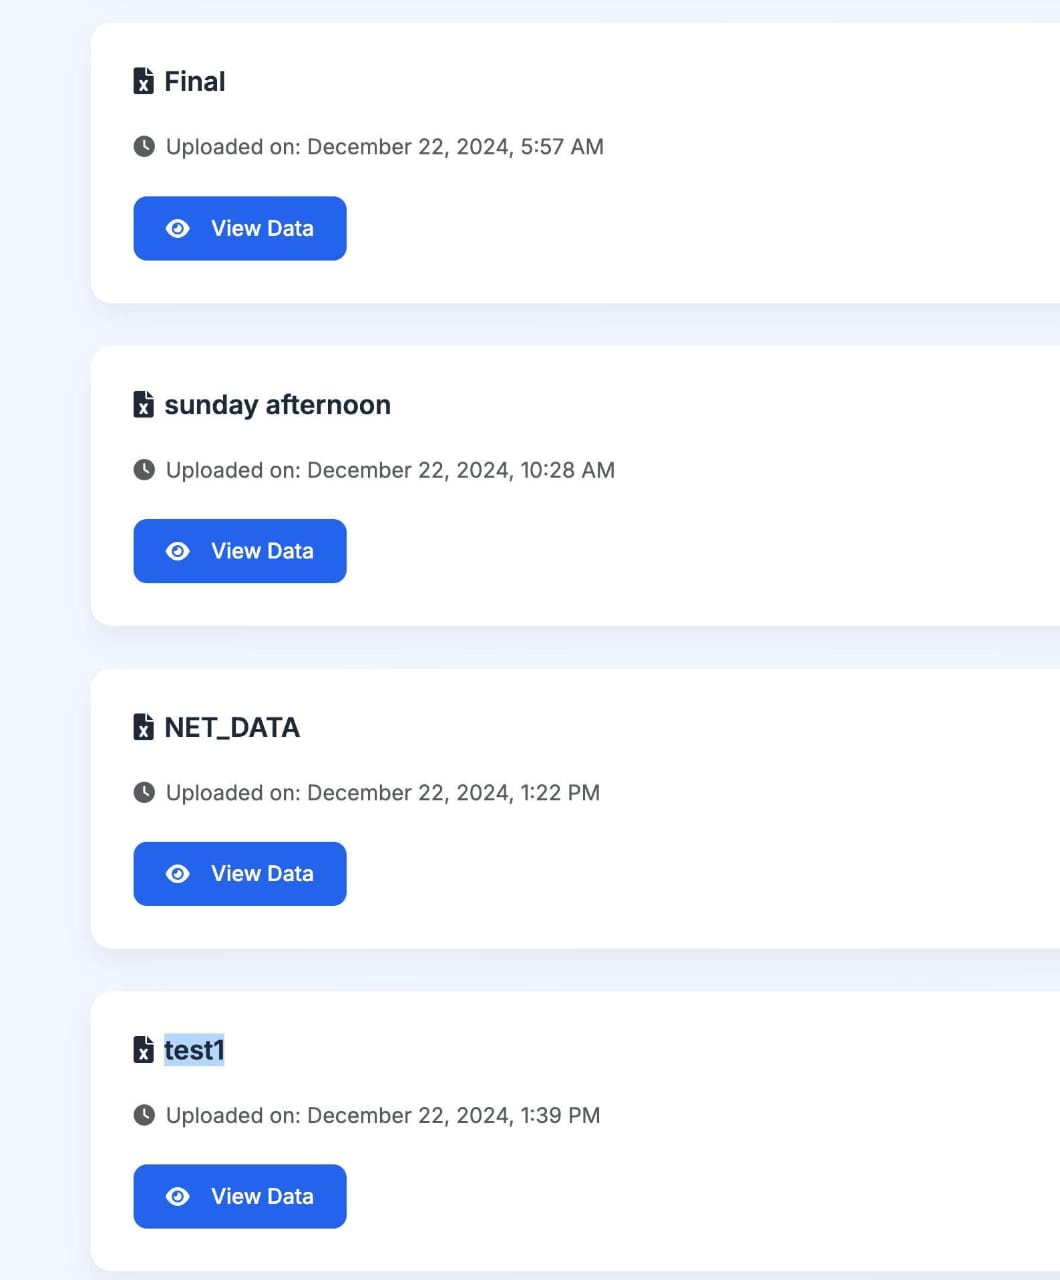 Final
Uploaded on: December 22, 2024, 5:57 AM
View Data
sunday afternoon
Uploaded on: December 22, 2024, 10:28 AM
View Data
NET_DATA
Uploaded on: December 22, 2024, 1:22 PM
View Data
test1
Uploaded on: December 22, 2024, 1:39 PM
View Data